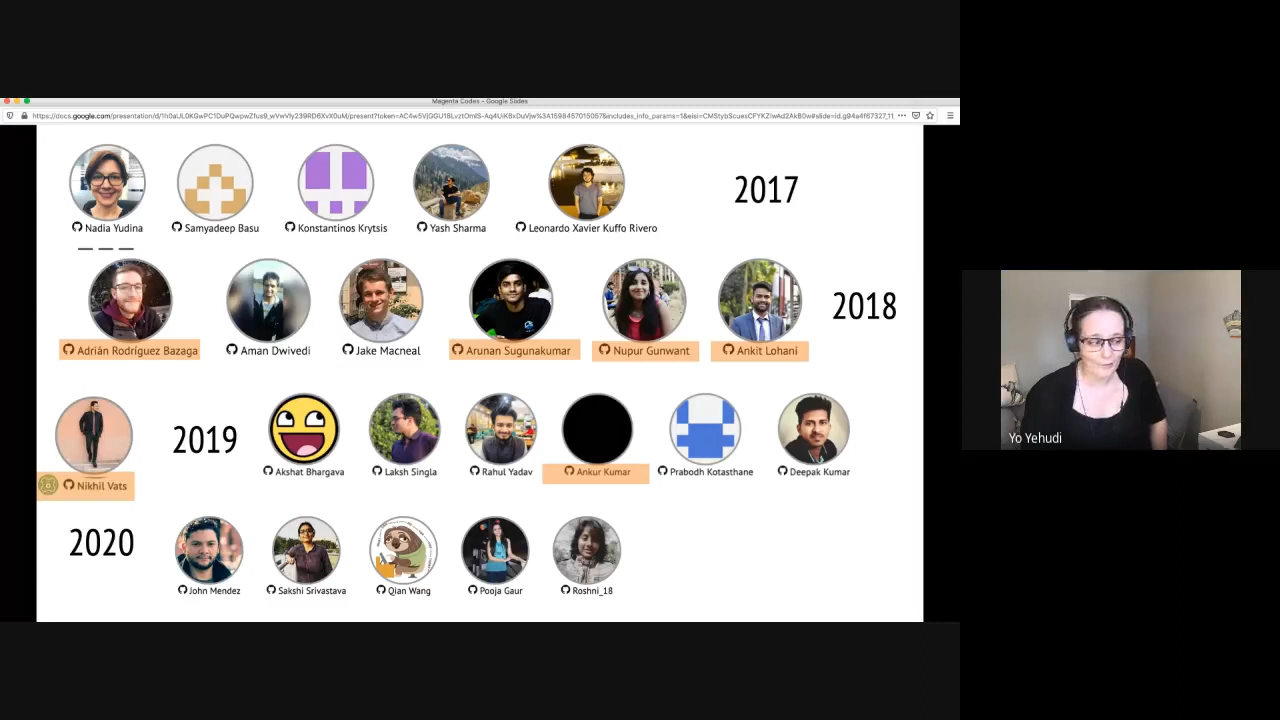 Magenta Codes - Google Slides
Nadia Yudina
Samyadeep Basu
Konstantinos Krytsis
Yash Sharma
Leonardo Xavier Kuffo Rivero
2017
Adrián Rodríguez Bazaga
Aman Dwivedi
Jake Macneal
Arunan Sugunakumar
Nupur Gunwant
Ankit Lohani
2018
Nikhil Vats
2019
Akshat Bhargava
Laksh Singla
Rahul Yadav
Ankur Kumar
Prabodh Kotasthane
Deepak Kumar
2020
John Mendez
Sakshi Srivastava
Qian Wang
Pooja Gaur
Roshni_18
Yo Yehudi